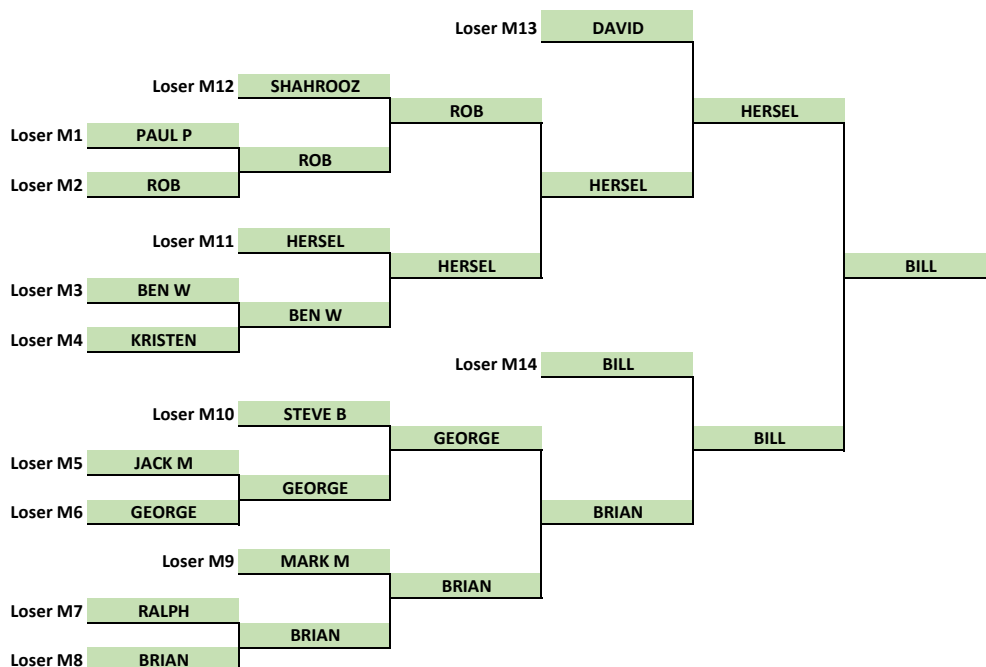 Loser M13 DAVID
Loser M12 SHAHROOZ
ROB HERSEL
Loser M1 PAUL P
ROB
Loser M2 ROB HERSEL
Loser M11 HERSEL
HERSEL BILL
Loser M3 BEN W
BEN W
Loser M4 KRISTEN
Loser M14 BILL
Loser M10 STEVE B
GEORGE BILL
Loser M5 JACK M
GEORGE
Loser M6 GEORGE BRIAN
Loser M9 MARK M
BRIAN
Loser M7 RALPH
BRIAN
Loser M8 BRIAN